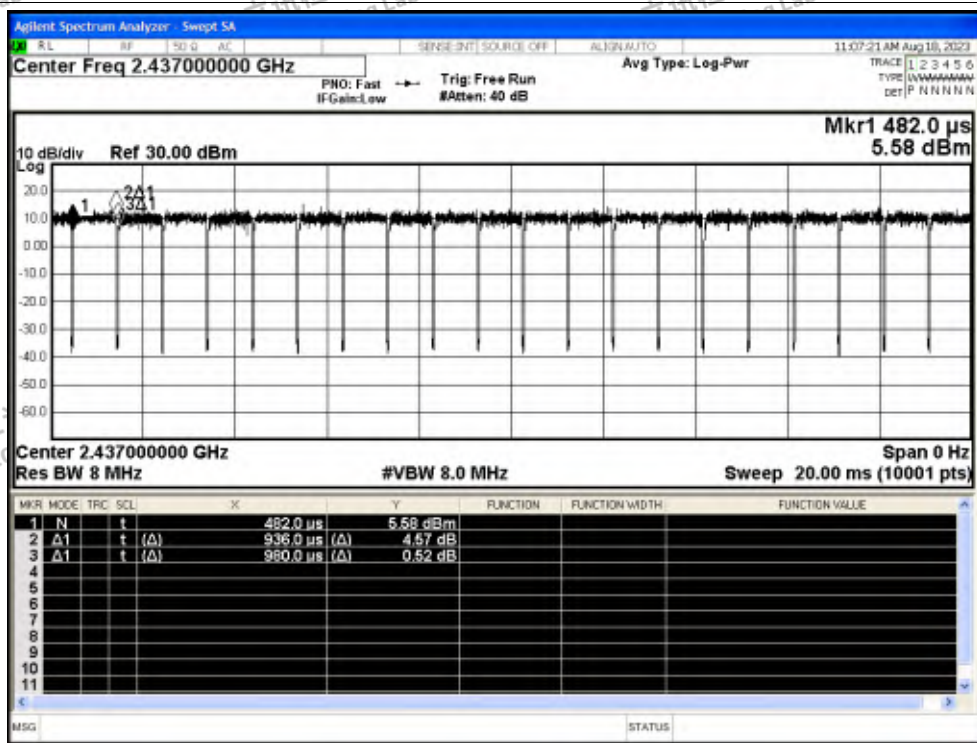 Agilent Spectrum Analyzer - Swept SA
RL RF 50 Ω AC SENSE:INT SOURCE OFF ALIGN AUTO 11:07:21 AM Aug 18, 2023
Center Freq 2.437000000 GHz
PNO: Fast
IFGain:Low
Trig: Free Run
#Atten: 40 dB
Avg Type: Log-Pwr
TRACE 1 2 3 4 5 6
TYPE
DET P N N N N N
Mkr1 482.0 µs
5.58 dBm
10 dB/div Ref 30.00 dBm
Log
20.0
10.0
0.00
-10.0
-20.0
-30.0
-40.0
-50.0
-60.0
1
2Δ1
3Δ1
Center 2.437000000 GHz Span 0 Hz
Res BW 8 MHz #VBW 8.0 MHz Sweep 20.00 ms (10001 pts)
MKR MODE TRC SCL X Y FUNCTION FUNCTION WIDTH FUNCTION VALUE
1 N t 482.0 µs 5.58 dBm
2 Δ1 t (Δ) 936.0 µs (Δ) 4.57 dB
3 Δ1 t (Δ) 980.0 µs (Δ) 0.52 dB
4
5
6
7
8
9
10
11
MSG STATUS